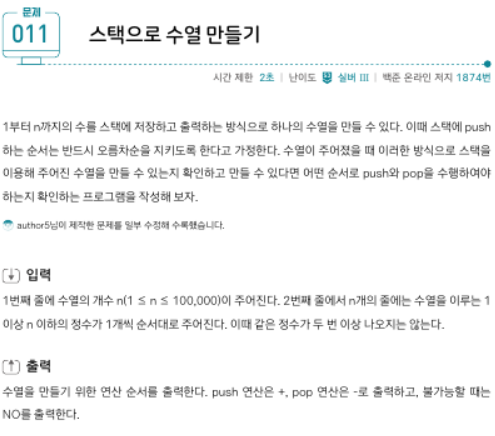 문제
011
스택으로 수열 만들기
시간 제한 2초 | 난이도 실버 III | 백준 온라인 저지 1874번
1부터 n까지의 수를 스택에 저장하고 출력하는 방식으로 하나의 수열을 만들 수 있다. 이때 스택에 push
하는 순서는 반드시 오름차순을 지키도록 한다고 가정한다. 수열이 주어졌을 때 이러한 방식으로 스택을
이용해 주어진 수열을 만들 수 있는지 확인하고 만들 수 있다면 어떤 순서로 push와 pop을 수행하여야
하는지 확인하는 프로그램을 작성해 보자.
author5님이 제작한 문제를 일부 수정해 수록했습니다.
입력
1번째 줄에 수열의 개수 n(1 ≤ n ≤ 100,000)이 주어진다. 2번째 줄에서 n개의 줄에는 수열을 이루는 1
이상 n 이하의 정수가 1개씩 순서대로 주어진다. 이때 같은 정수가 두 번 이상 나오지는 않는다.
출력
수열을 만들기 위한 연산 순서를 출력한다. push 연산은 +, pop 연산은 -로 출력하고, 불가능할 때는
NO를 출력한다.